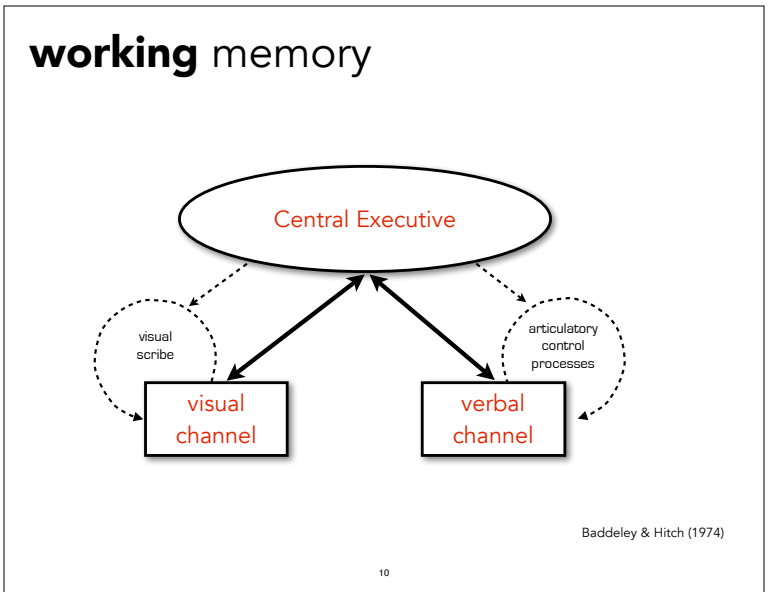 working memory
Central Executive
visual
scribe
articulatory
control
processes
visual
channel
verbal
channel
Baddeley & Hitch (1974)
10